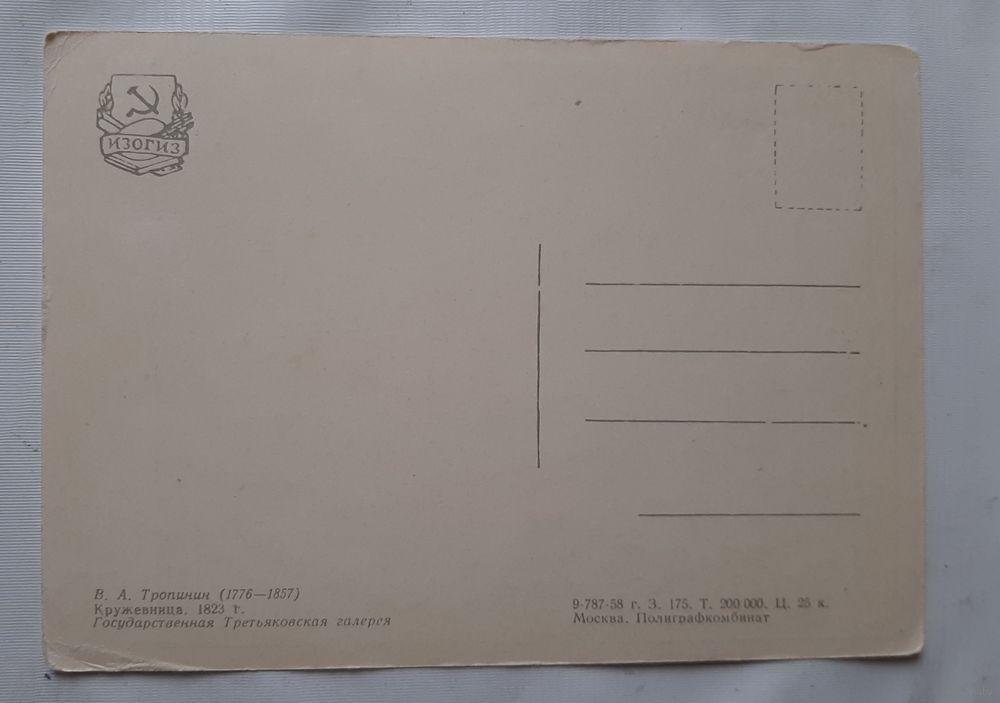 ИЗОГИЗ
В. А. Тропинин (1776—1857)
Кружевница. 1823 г.
Государственная Третьяковская галерея
9-787-58 г. З. 175. Т. 200 000. Ц. 25 к.
Москва. Полиграфкомбинат